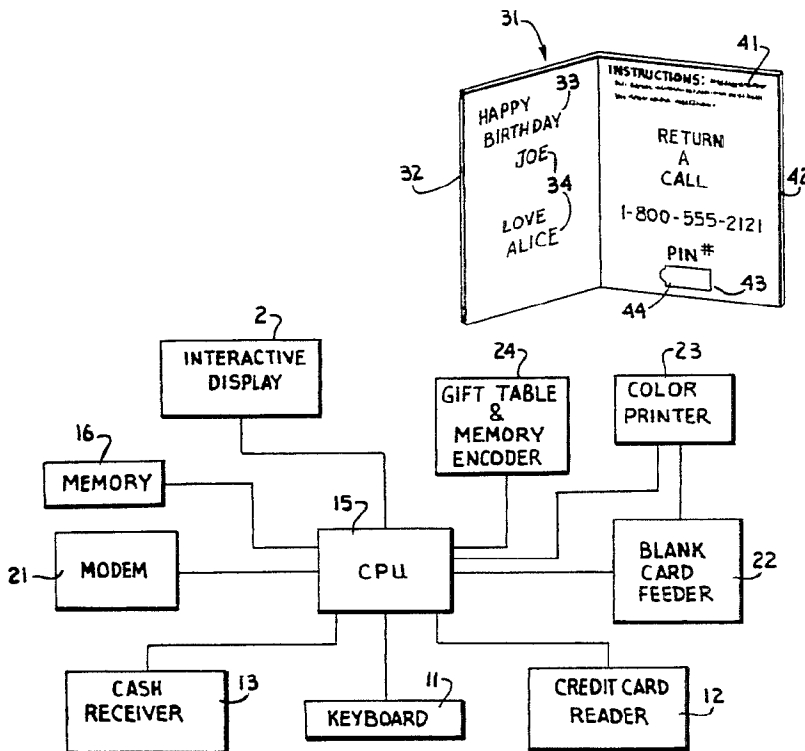 31
41
INSTRUCTIONS:
HAPPY
BIRTHDAY
33
JOE
34
LOVE
ALICE
32
RETURN
A
CALL
42
1-800-555-2121
PIN #
43
44
2
INTERACTIVE
DISPLAY
24
GIFT TABLE
&
MEMORY
ENCODER
23
COLOR
PRINTER
16
MEMORY
15
CPU
21
MODEM
BLANK
CARD
FEEDER
22
CASH
RECEIVER
13
11
KEYBOARD
CREDIT CARD
READER
12